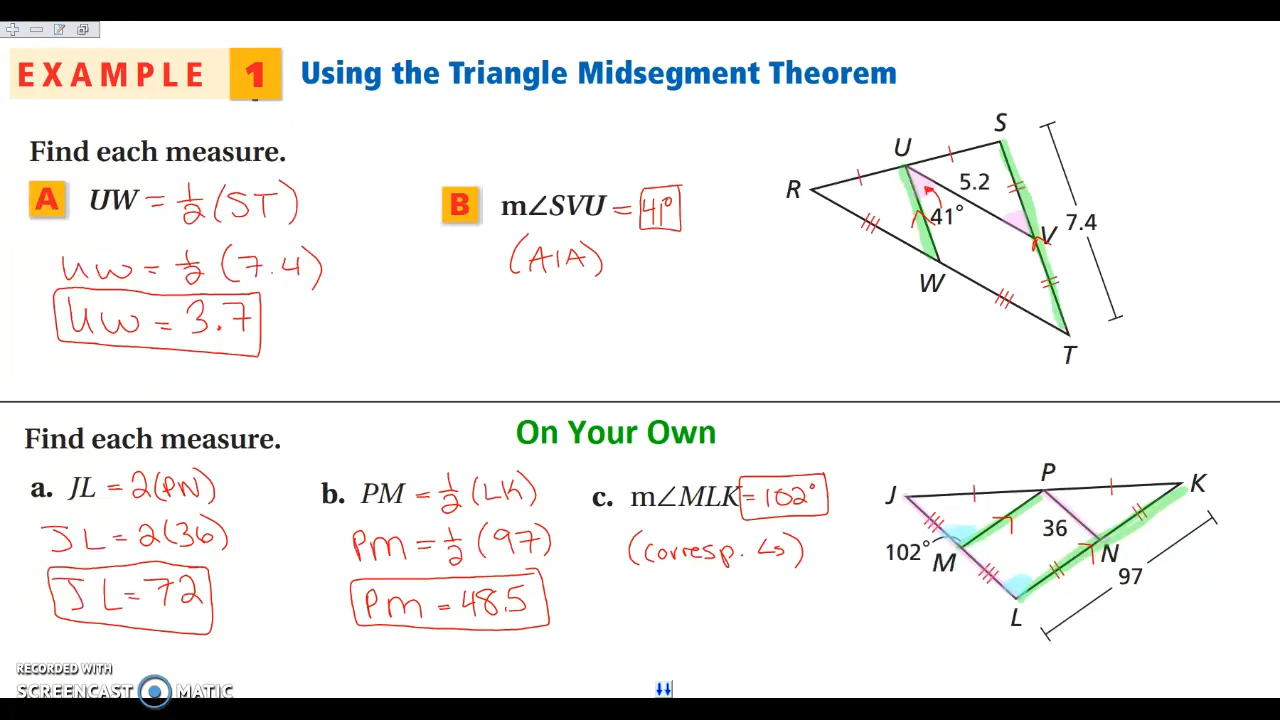 EXAMPLE 1 Using the Triangle Midsegment Theorem
Find each measure.
A UW = 1/2 (ST)
UW = 1/2 (7.4)
UW = 3.7
B m∠SVU = 41°
(AIA)
S
U
R
5.2
41°
V
7.4
W
T
On Your Own
Find each measure.
a. JL = 2(PN)
JL = 2(36)
JL = 72
b. PM = 1/2 (LK)
PM = 1/2 (97)
PM = 48.5
c. m∠MLK = 102°
(corresp. ∠s)
P
K
J
36
102°
M
N
97
L
RECORDED WITH
SCREENCAST MATIC